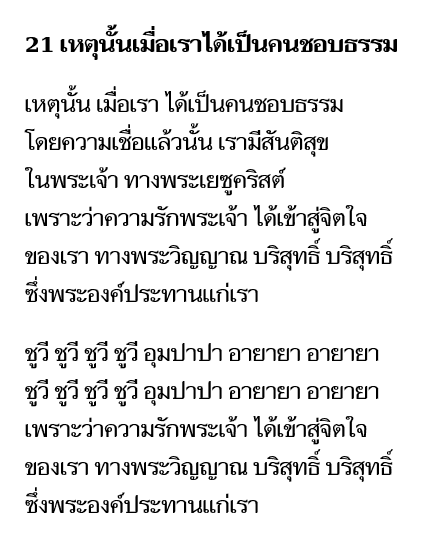 21 เหตุนั้นเมื่อเราได้เป็นคนชอบธรรม
เหตุนั้น เมื่อเรา ได้เป็นคนชอบธรรม
โดยความเชื่อแล้วนั้น เรามีสันติสุข
ในพระเจ้า ทางพระเยซูคริสต์
เพราะว่าความรักพระเจ้า ได้เข้าสู่จิตใจ
ของเรา ทางพระวิญญาณ บริสุทธิ์ บริสุทธิ์
ซึ่งพระองค์ประทานแก่เรา
ชูวี ชูวี ชูวี ชูวี อุมปาปา อายายา อายายา
ชูวี ชูวี ชูวี ชูวี อุมปาปา อายายา อายายา
เพราะว่าความรักพระเจ้า ได้เข้าสู่จิตใจ
ของเรา ทางพระวิญญาณ บริสุทธิ์ บริสุทธิ์
ซึ่งพระองค์ประทานแก่เรา